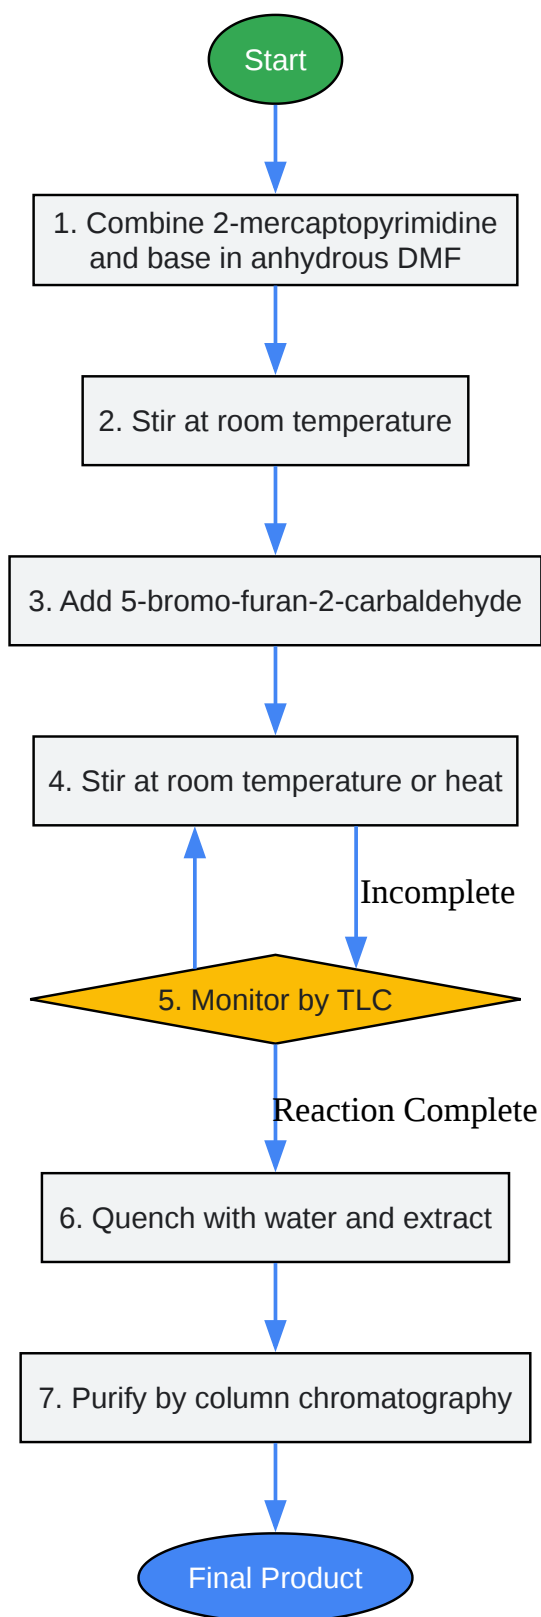 Start
1. Combine 2-mercaptopyrimidine
and base in anhydrous DMF
2. Stir at room temperature
3. Add 5-bromo-furan-2-carbaldehyde
4. Stir at room temperature or heat
Incomplete
5. Monitor by TLC
Reaction Complete
6. Quench with water and extract
7. Purify by column chromatography
Final Product